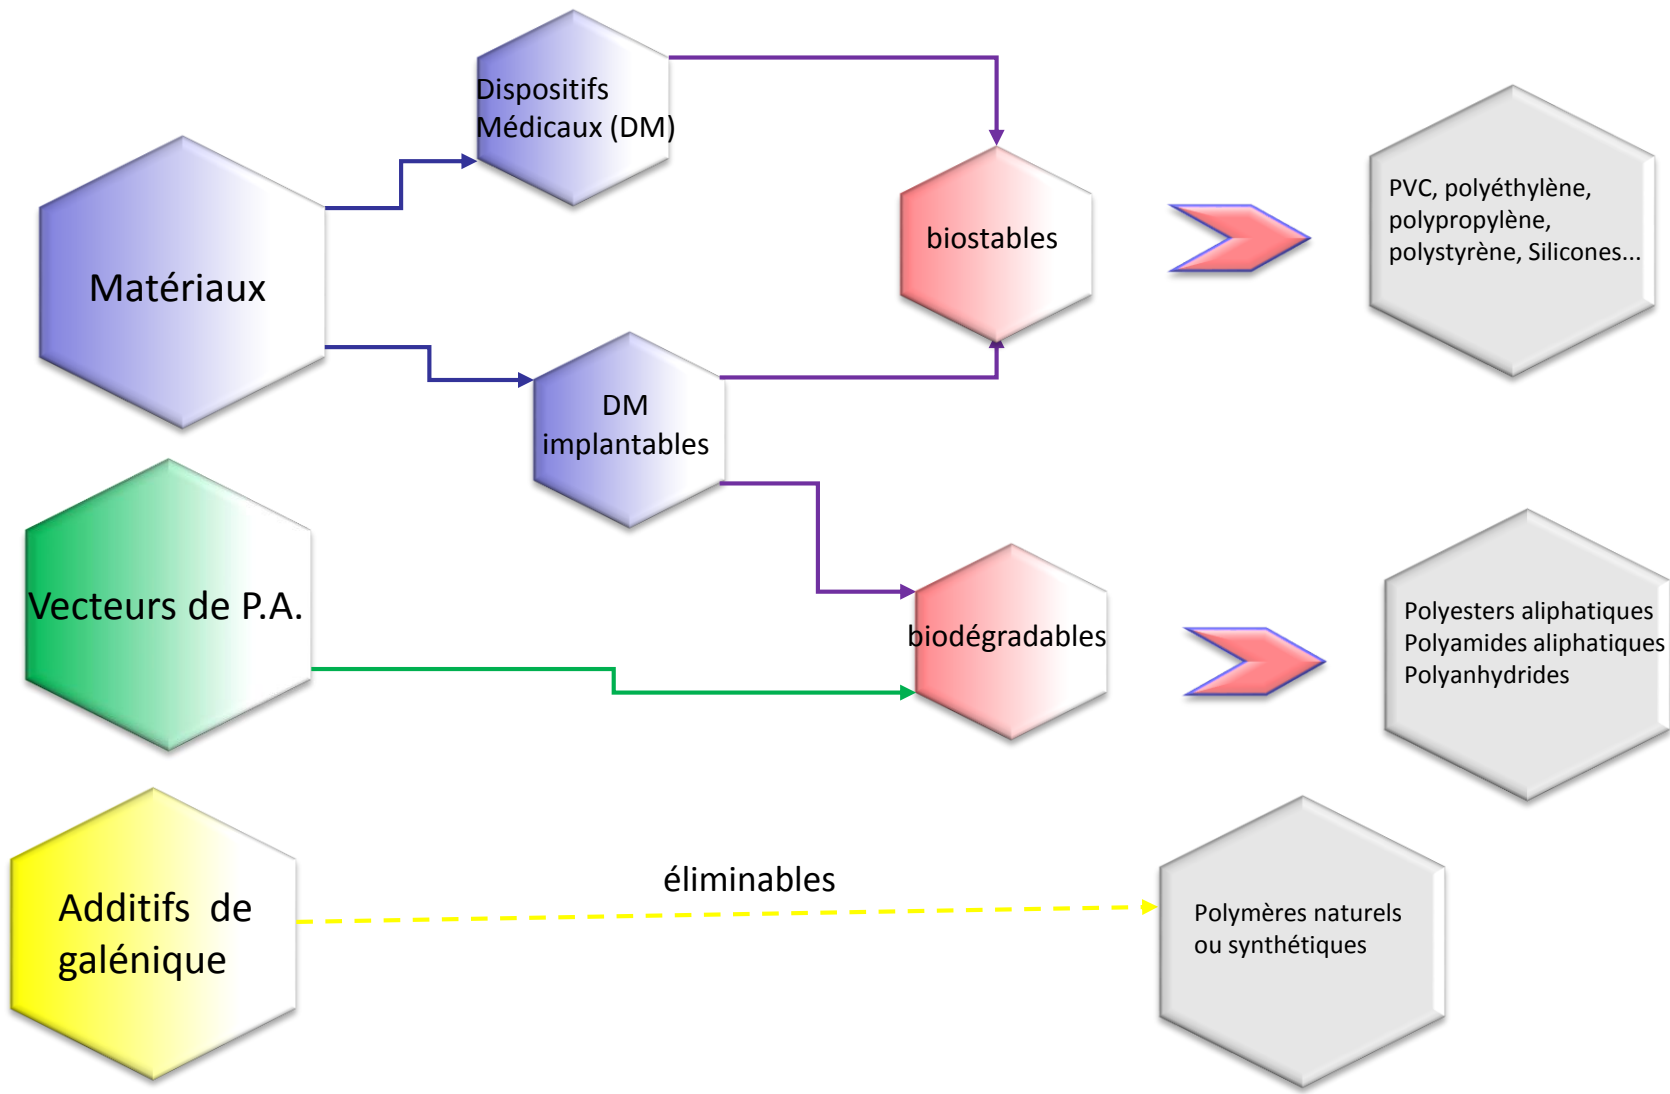 Dispositifs
Médicaux (DM)
Matériaux
biostables
PVC, polyéthylène,
polypropylène,
polystyrène, Silicones...
DM
implantables
Vecteurs de P.A.
biodégradables
Polyesters aliphatiques
Polyamides aliphatiques
Polyanhydrides
Additifs de
galénique
éliminables
Polymères naturels
ou synthétiques